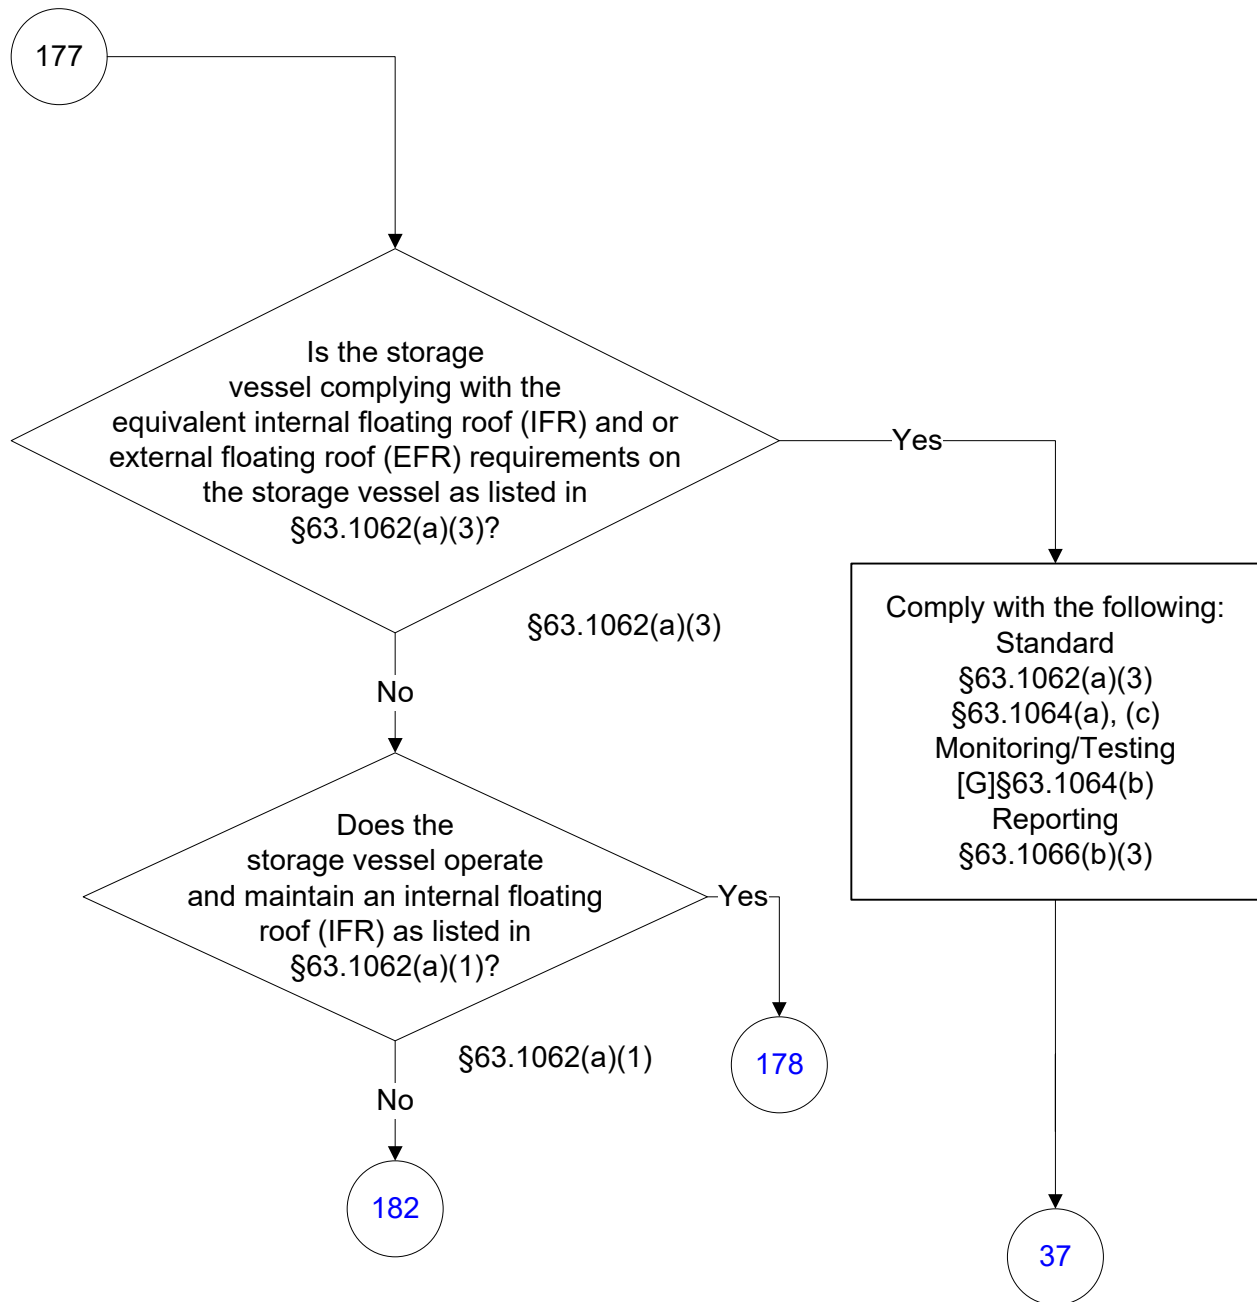 177
Is the storage
vessel complying with the
equivalent internal floating roof (IFR) and or
external floating roof (EFR) requirements on
the storage vessel as listed in
§63.1062(a)(3)?
Yes
§63.1062(a)(3)
No
Comply with the following:
Standard
§63.1062(a)(3)
§63.1064(a), (c)
Monitoring/Testing
[G]§63.1064(b)
Reporting
§63.1066(b)(3)
Does the
storage vessel operate
and maintain an internal floating
roof (IFR) as listed in
§63.1062(a)(1)?
Yes
§63.1062(a)(1)
No
178
182
37